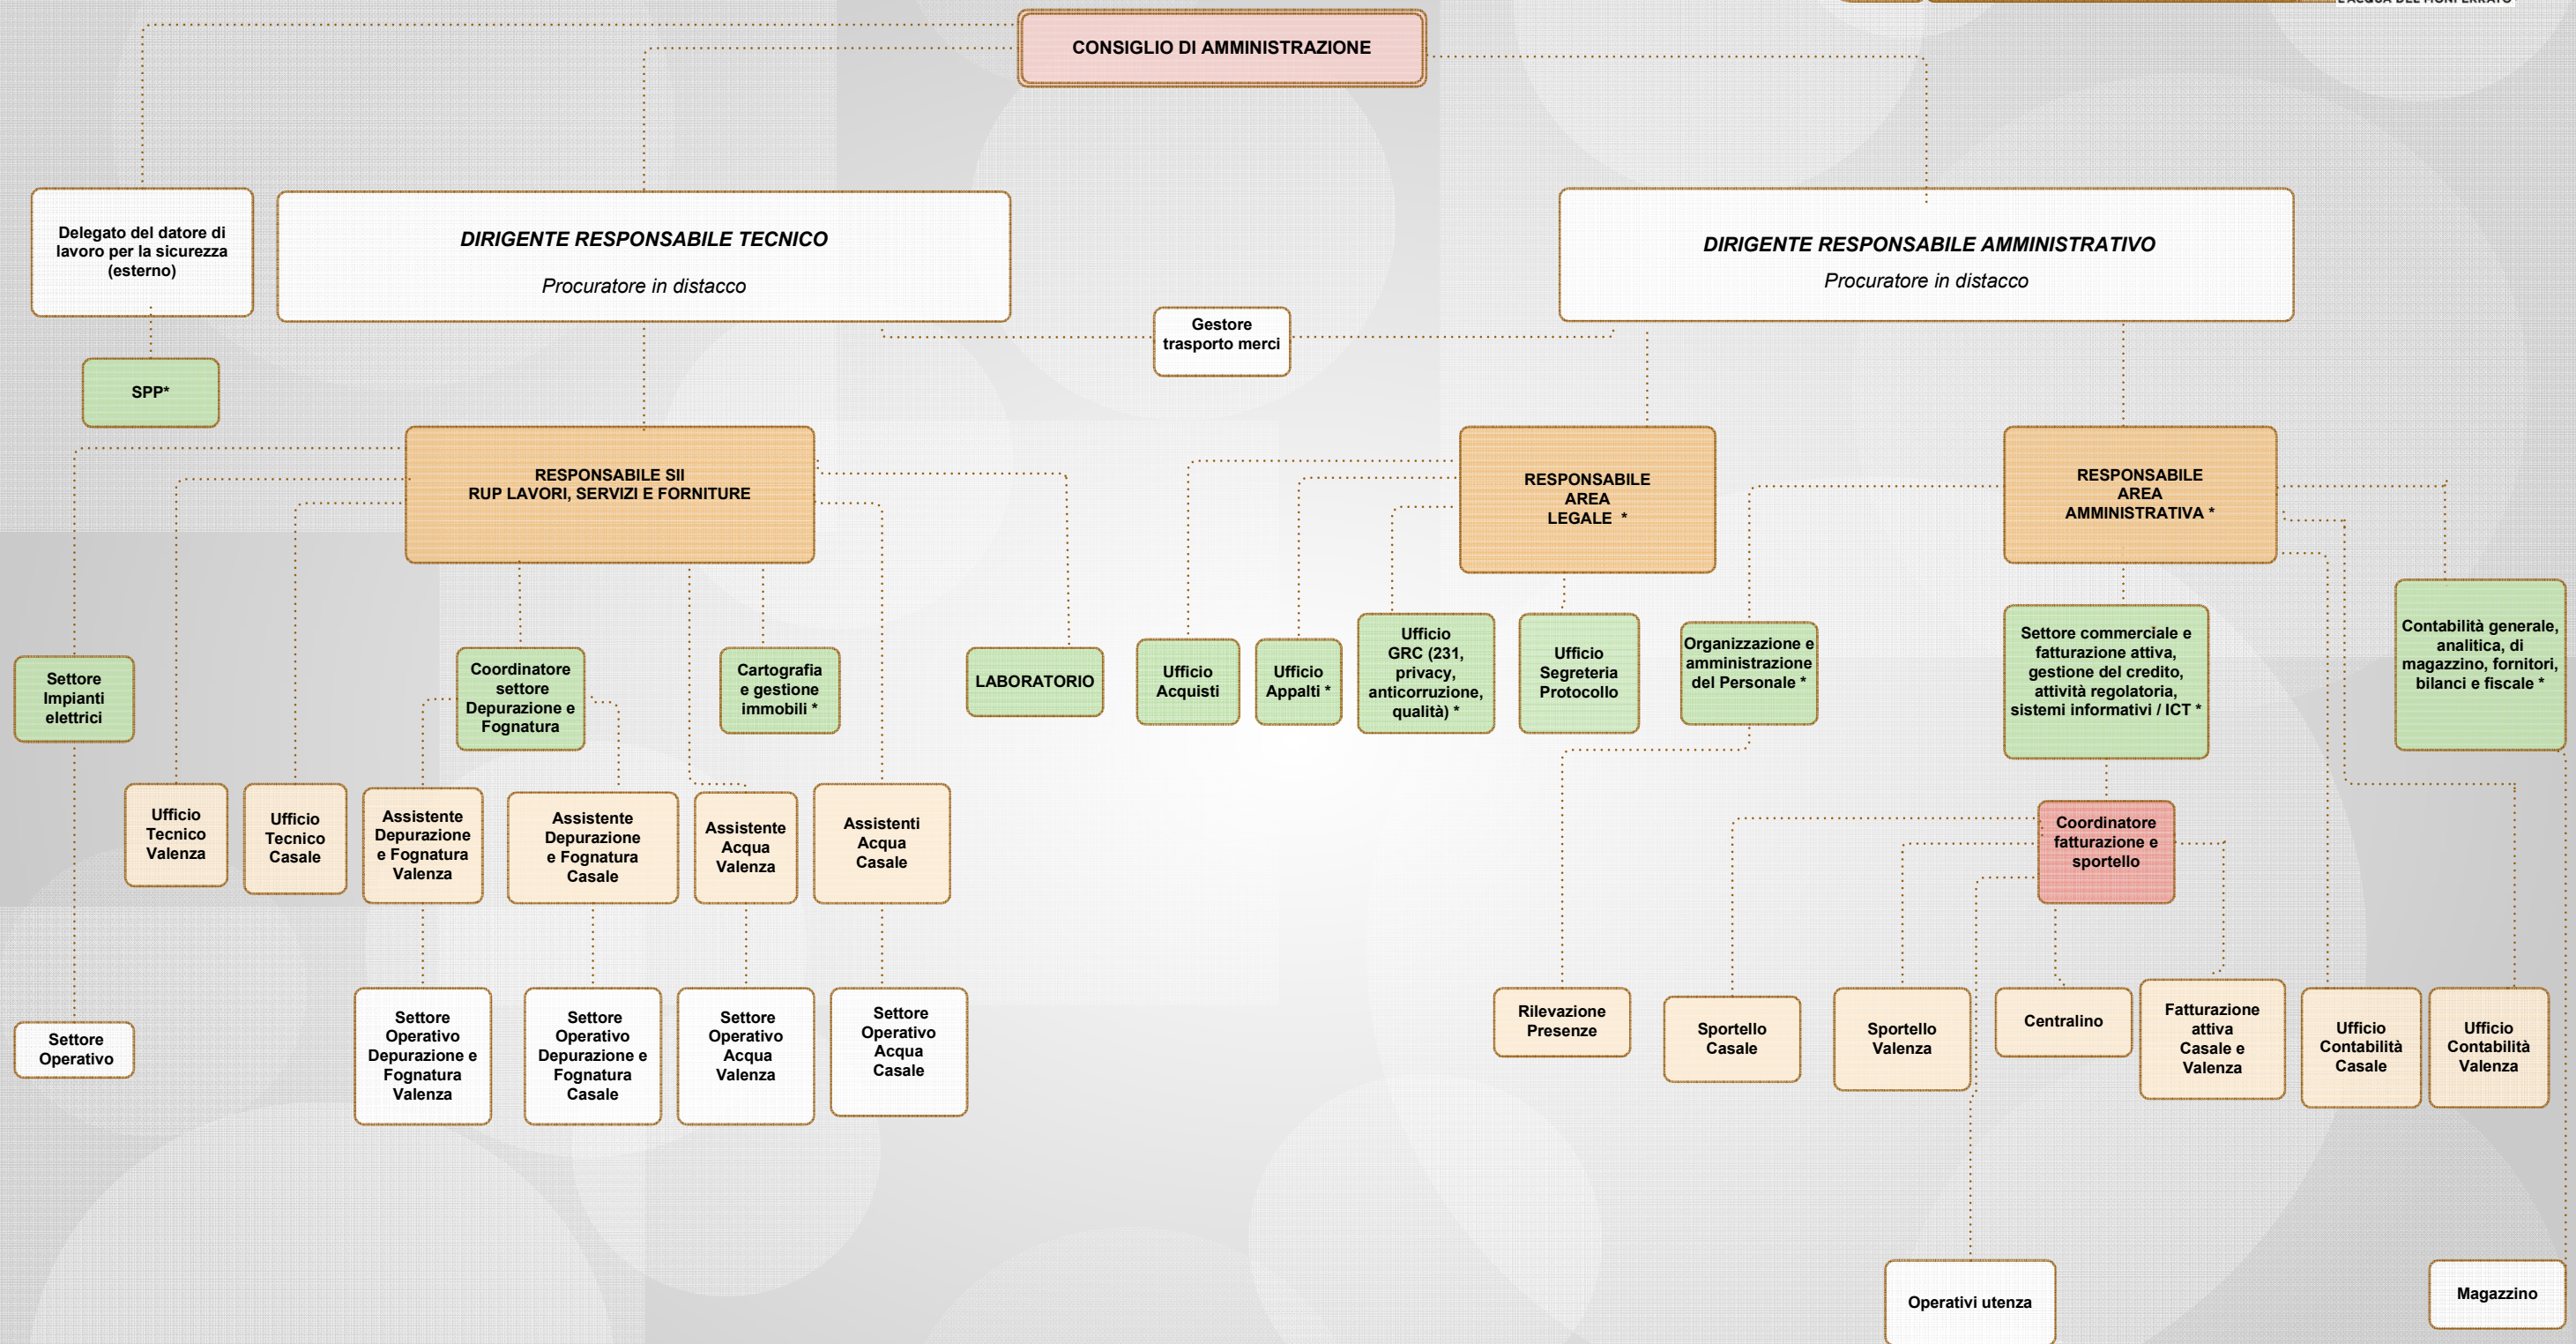 L'ACQUA DEL MONFERRATO
CONSIGLIO DI AMMINISTRAZIONE
Delegato del datore di
lavoro per la sicurezza
(esterno)
DIRIGENTE RESPONSABILE TECNICO
Procuratore in distacco
DIRIGENTE RESPONSABILE AMMINISTRATIVO
Procuratore in distacco
Gestore
trasporto merci
SPP*
RESPONSABILE SII
RUP LAVORI, SERVIZI E FORNITURE
RESPONSABILE
AREA
LEGALE *
RESPONSABILE
AREA
AMMINISTRATIVA *
Settore
Impianti
elettrici
Coordinatore
settore
Depurazione e
Fognatura
Cartografia
e gestione
immobili *
LABORATORIO
Ufficio
Acquisti
Ufficio
Appalti *
Ufficio
GRC (231,
privacy,
anticorruzione,
qualità) *
Ufficio
Segreteria
Protocollo
Organizzazione e
amministrazione
del Personale *
Settore commerciale e
fatturazione attiva,
gestione del credito,
attività regolatoria,
sistemi informativi / ICT *
Contabilità generale,
analitica, di
magazzino, fornitori,
bilanci e fiscale *
Ufficio
Tecnico
Valenza
Ufficio
Tecnico
Casale
Assistente
Depurazione
e Fognatura
Valenza
Assistente
Depurazione
e Fognatura
Casale
Assistente
Acqua
Valenza
Assistenti
Acqua
Casale
Coordinatore
fatturazione e
sportello
Settore
Operativo
Settore
Operativo
Depurazione e
Fognatura
Valenza
Settore
Operativo
Depurazione e
Fognatura
Casale
Settore
Operativo
Acqua
Valenza
Settore
Operativo
Acqua
Casale
Rilevazione
Presenze
Sportello
Casale
Sportello
Valenza
Centralino
Fatturazione
attiva
Casale e
Valenza
Ufficio
Contabilità
Casale
Ufficio
Contabilità
Valenza
Operativi utenza
Magazzino